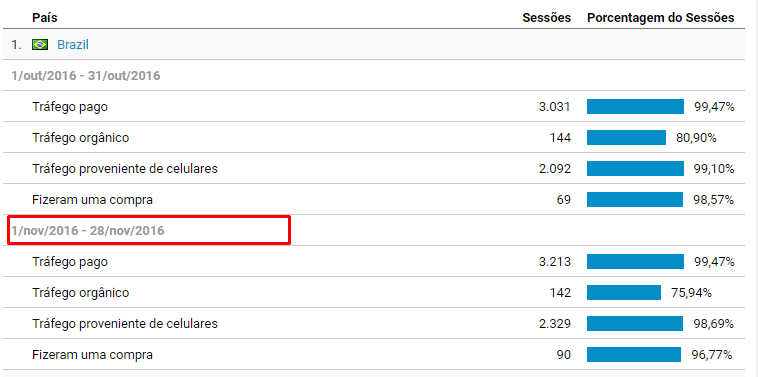 País Sessões Porcentagem do Sessões
1. Brazil
1/out/2016 - 31/out/2016
Tráfego pago 3.031 99,47%
Tráfego orgânico 144 80,90%
Tráfego proveniente de celulares 2.092 99,10%
Fizeram uma compra 69 98,57%
1/nov/2016 - 28/nov/2016
Tráfego pago 3.213 99,47%
Tráfego orgânico 142 75,94%
Tráfego proveniente de celulares 2.329 98,69%
Fizeram uma compra 90 96,77%